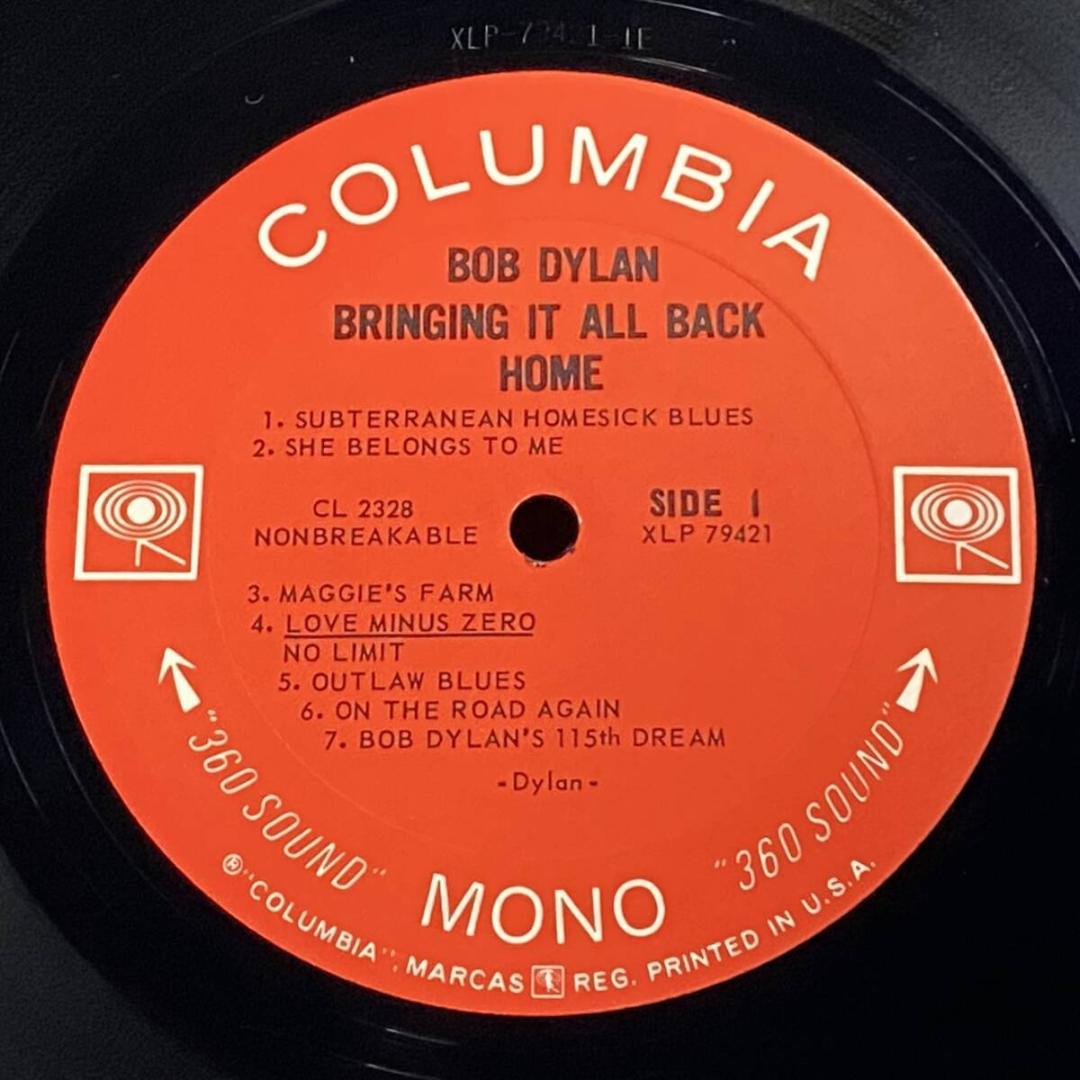 COLUMBIA
BOB DYLAN
BRINGING IT ALL BACK
HOME
1. SUBTERRANEAN HOMESICK BLUES
2. SHE BELONGS TO ME
CL 2328
NONBREAKABLE
SIDE 1
XLP 79421
3. MAGGIE'S FARM
4. LOVE MINUS ZERO
NO LIMIT
5. OUTLAW BLUES
6. ON THE ROAD AGAIN
7. BOB DYLAN'S 115th DREAM
-Dylan-
"360 SOUND"
MONO
"360 SOUND"
®"COLUMBIA", MARCAS REG. PRINTED IN U.S.A.